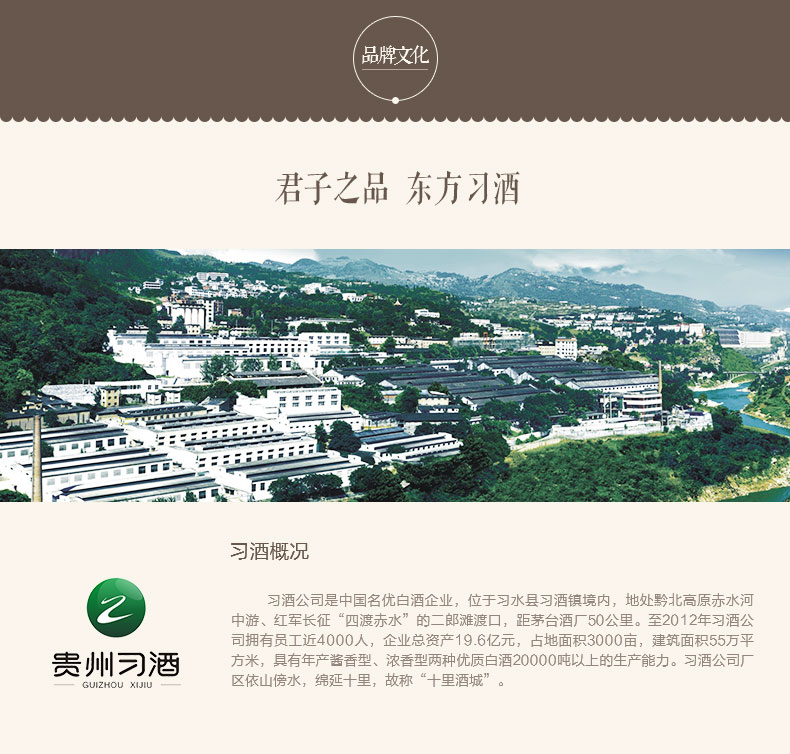 品牌文化
君子之品 东方习酒
习酒概况
习酒公司是中国名优白酒企业，位于习水县习酒镇境内，地处黔北高原赤水河
中游、红军长征“四渡赤水”的二郎滩渡口，距茅台酒厂50公里。至2012年习酒公
司拥有员工近4000人，企业总资产19.6亿元，占地面积3000亩，建筑面积55万平
方米，具有年产酱香型、浓香型两种优质白酒20000吨以上的生产能力。习酒公司厂
区依山傍水，绵延十里，故称“十里酒城”。
贵州习酒
GUIZHOU XIJIU